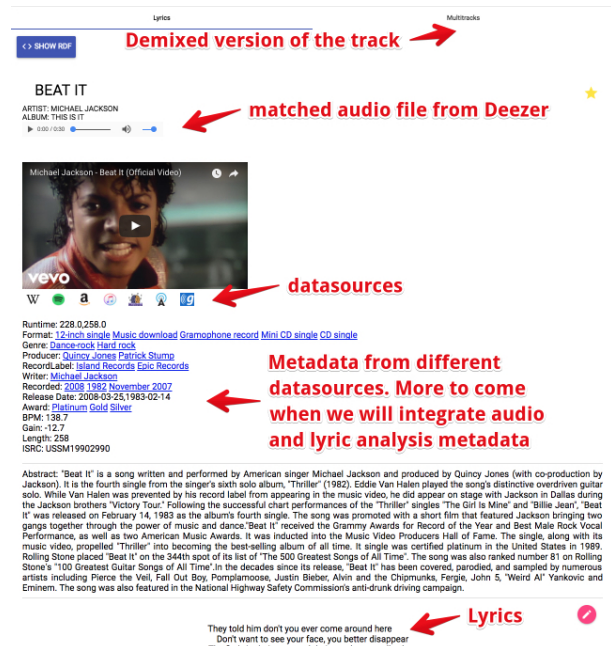 Lyrics
Multitracks
<> SHOW RDF
Demixed version of the track
BEAT IT
ARTIST: MICHAEL JACKSON
ALBUM: THIS IS IT
matched audio file from Deezer
0:00 / 0:30
Michael Jackson - Beat It (Official Video)
vevo
W
a
g
datasources
Runtime: 228.0,258.0
Format: 12-inch single Music download Gramophone record Mini CD single CD single
Genre: Dance-rock Hard rock
Producer: Quincy Jones Patrick Stump
RecordLabel: Island Records Epic Records
Writer: Michael Jackson
Recorded: 2008 1982 November 2007
Release Date: 2008-03-25,1983-02-14
Award: Platinum Gold Silver
BPM: 138.7
Gain: -12.7
Length: 258
ISRC: USSM19902990
Metadata from different
datasources. More to come
when we will integrate audio
and lyric analysis metadata
Abstract: "Beat It" is a song written and performed by American singer Michael Jackson and produced by Quincy Jones (with co-production by
Jackson). It is the fourth single from the singer's sixth solo album, "Thriller" (1982). Eddie Van Halen played the song's distinctive overdriven guitar
solo. While Van Halen was prevented by his record label from appearing in the music video, he did appear on stage with Jackson in Dallas during
the Jackson brothers "Victory Tour." Following the successful chart performances of the "Thriller" singles "The Girl Is Mine" and "Billie Jean", "Beat
It" was released on February 14, 1983 as the album's fourth single. The song was promoted with a short film that featured Jackson bringing two
gangs together through the power of music and dance."Beat It" received the Grammy Awards for Record of the Year and Best Male Rock Vocal
Performance, as well as two American Music Awards. It was inducted into the Music Video Producers Hall of Fame. The single, along with its
music video, propelled "Thriller" into becoming the best-selling album of all time. It single was certified platinum in the United States in 1989.
Rolling Stone placed "Beat It" on the 344th spot of its list of "The 500 Greatest Songs of All Time". The song was also ranked number 81 on Rolling
Stone's "100 Greatest Guitar Songs of All Time".In the decades since its release, "Beat It" has been covered, parodied, and sampled by numerous
artists including Pierce the Veil, Fall Out Boy, Pomplamoose, Justin Bieber, Alvin and the Chipmunks, Fergie, John 5, "Weird Al" Yankovic and
Eminem. The song was also featured in the National Highway Safety Commission's anti-drunk driving campaign.
Lyrics
They told him don't you ever come around here
Don't want to see your face, you better disappear